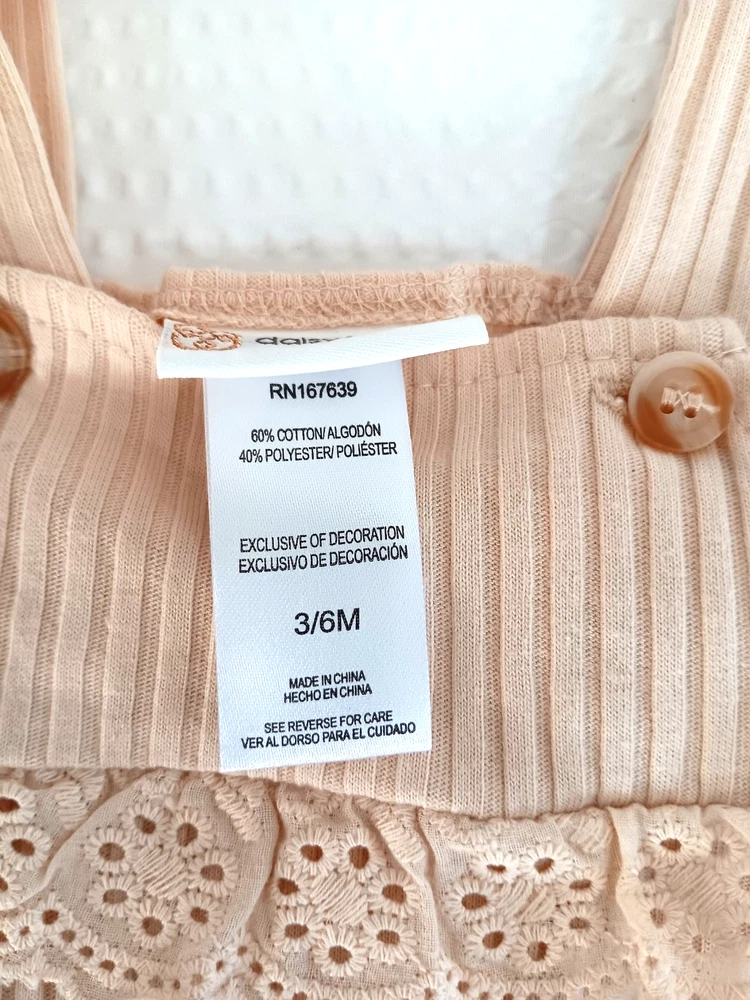 RN167639
60% COTTON/ ALGODÓN
40% POLYESTER/ POLIÉSTER
EXCLUSIVE OF DECORATION
EXCLUSIVO DE DECORACIÓN
3/6M
MADE IN CHINA
HECHO EN CHINA
SEE REVERSE FOR CARE
VER AL DORSO PARA EL CUIDADO